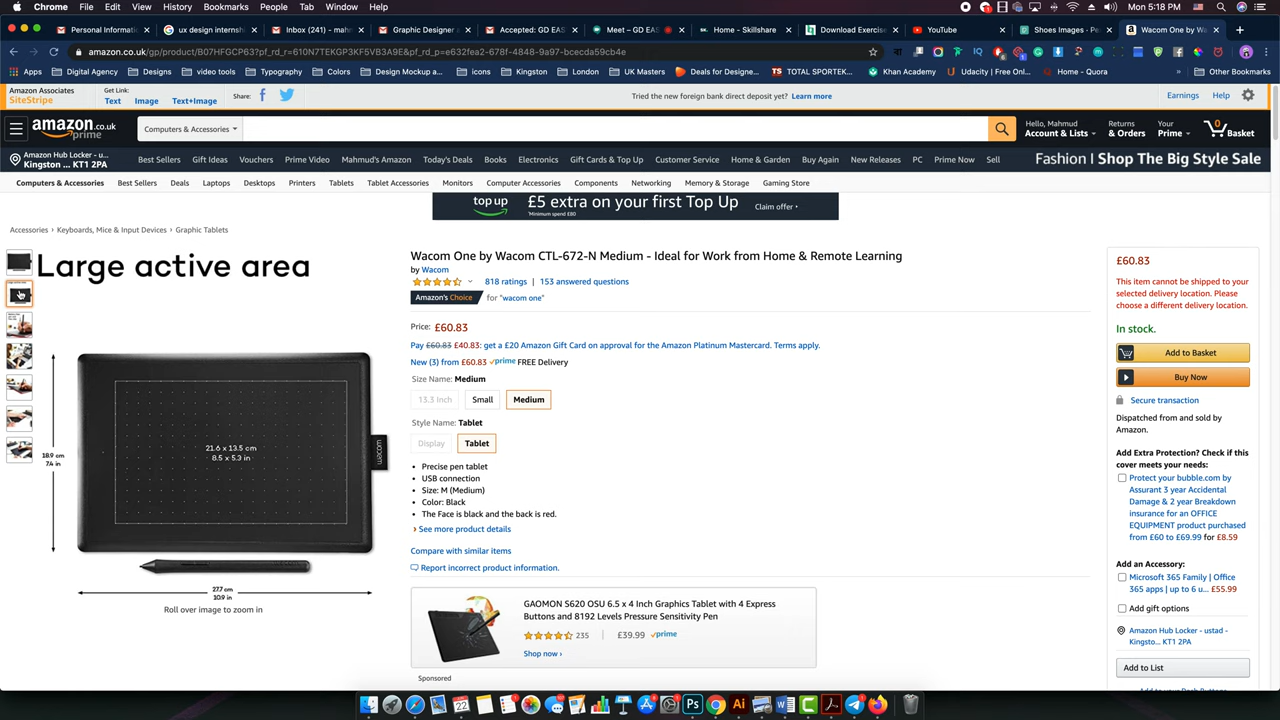 Chrome File Edit View History Bookmarks People Tab Window Help Mon 5:18 PM
Personal Informa
ux design internsh
Inbox (241) - mahm
Graphic Designer a
Accepted: GD EAS
Meet – GD EAS
Home - Skillshare
Download Exercise
YouTube
Shoes Images · Pe
Wacom One by W
amazon.co.uk/gp/product/B07HFGCP63?pf_rd_r=610N7TEKGP3KF5VB3A9E&pf_rd_p=e632fea2-678f-4848-9a97-bcecda59cb4e
Apps Digital Agency Designs video tools Typography Colors Design Mockup a... icons Kingston London UK Masters Deals for Designe... TOTAL SPORTEK... Khan Academy Udacity | Free Onl... Home - Quora » Other Bookmarks
Amazon Associates
SiteStripe
Get Link:
Text Image Text+Image
Share:
Tried the new foreign bank direct deposit yet? Learn more
Earnings Help
amazon.co.uk
prime
Computers & Accessories
Hello, Mahmud
Account & Lists
Returns
& Orders
Your
Prime
0
Basket
Amazon Hub Locker - u...
Kingston ... KT1 2PA
Best Sellers Gift Ideas Vouchers Prime Video Mahmud's Amazon Today's Deals Books Electronics Gift Cards & Top Up Customer Service Home & Garden Buy Again New Releases PC Prime Now Sell
Fashion | Shop The Big Style Sale
Computers & Accessories Best Sellers Deals Laptops Desktops Printers Tablets Tablet Accessories Monitors Computer Accessories Components Networking Memory & Storage Gaming Store
top up £5 extra on your first Top Up Claim offer ›
*Minimum spend £80
Accessories › Keyboards, Mice & Input Devices › Graphic Tablets
Large active area
21.6 x 13.5 cm
8.5 x 5.3 in
wacom
18.9 cm
7.4 in
27.7 cm
10.9 in
Roll over image to zoom in
Wacom One by Wacom CTL-672-N Medium - Ideal for Work from Home & Remote Learning
by Wacom
818 ratings | 153 answered questions
Amazon's Choice for "wacom one"
Price: £60.83
Pay £60.83 £40.83: get a £20 Amazon Gift Card on approval for the Amazon Platinum Mastercard. Terms apply.
New (3) from £60.83 prime FREE Delivery
Size Name: Medium
13.3 Inch Small Medium
Style Name: Tablet
Display Tablet
• Precise pen tablet
• USB connection
• Size: M (Medium)
• Color: Black
• The Face is black and the back is red.
› See more product details
Compare with similar items
Report incorrect product information.
GAOMON S620 OSU 6.5 x 4 Inch Graphics Tablet with 4 Express
Buttons and 8192 Levels Pressure Sensitivity Pen
235 | £39.99 prime
Shop now ›
Sponsored
£60.83
This item cannot be shipped to your
selected delivery location. Please
choose a different delivery location.
In stock.
Add to Basket
Buy Now
Secure transaction
Dispatched from and sold by
Amazon.
Add Extra Protection? Check if this
cover meets your needs:
Protect your bubble.com by
Assurant 3 year Accidental
Damage & 2 year Breakdown
insurance for an OFFICE
EQUIPMENT product purchased
from £60 to £69.99 for £8.59
Add an Accessory:
Microsoft 365 Family | Office
365 apps | up to 6 u... £55.99
Add gift options
Amazon Hub Locker - ustad -
Kingsto... KT1 2PA
Add to List